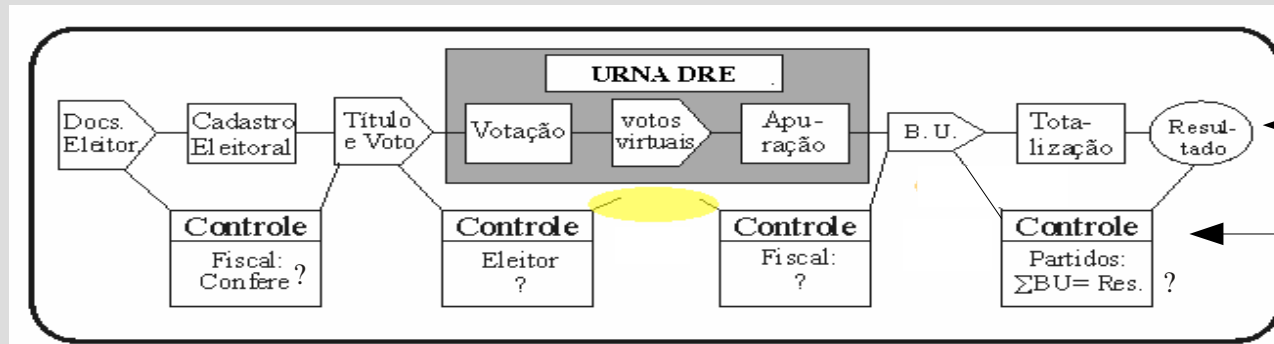 URNA DRE
Docs.
Eleitor
Cadastro
Eleitoral
Título
e Voto
Votação
votos
virtuais
Apu-
ração
B. U.
Tota-
lização
Resul-
tado
Controle
Fiscal:
Confere ?
Controle
Eleitor
?
Controle
Fiscal:
?
Controle
Partidos:
∑BU= Res. ?